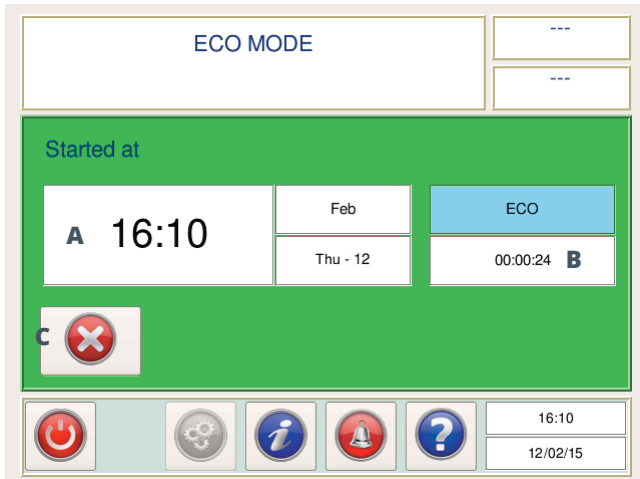 ECO MODE
---
---
Started at
A 16:10
Feb
Thu - 12
ECO
00:00:24 B
C
i
?
16:10
12/02/15